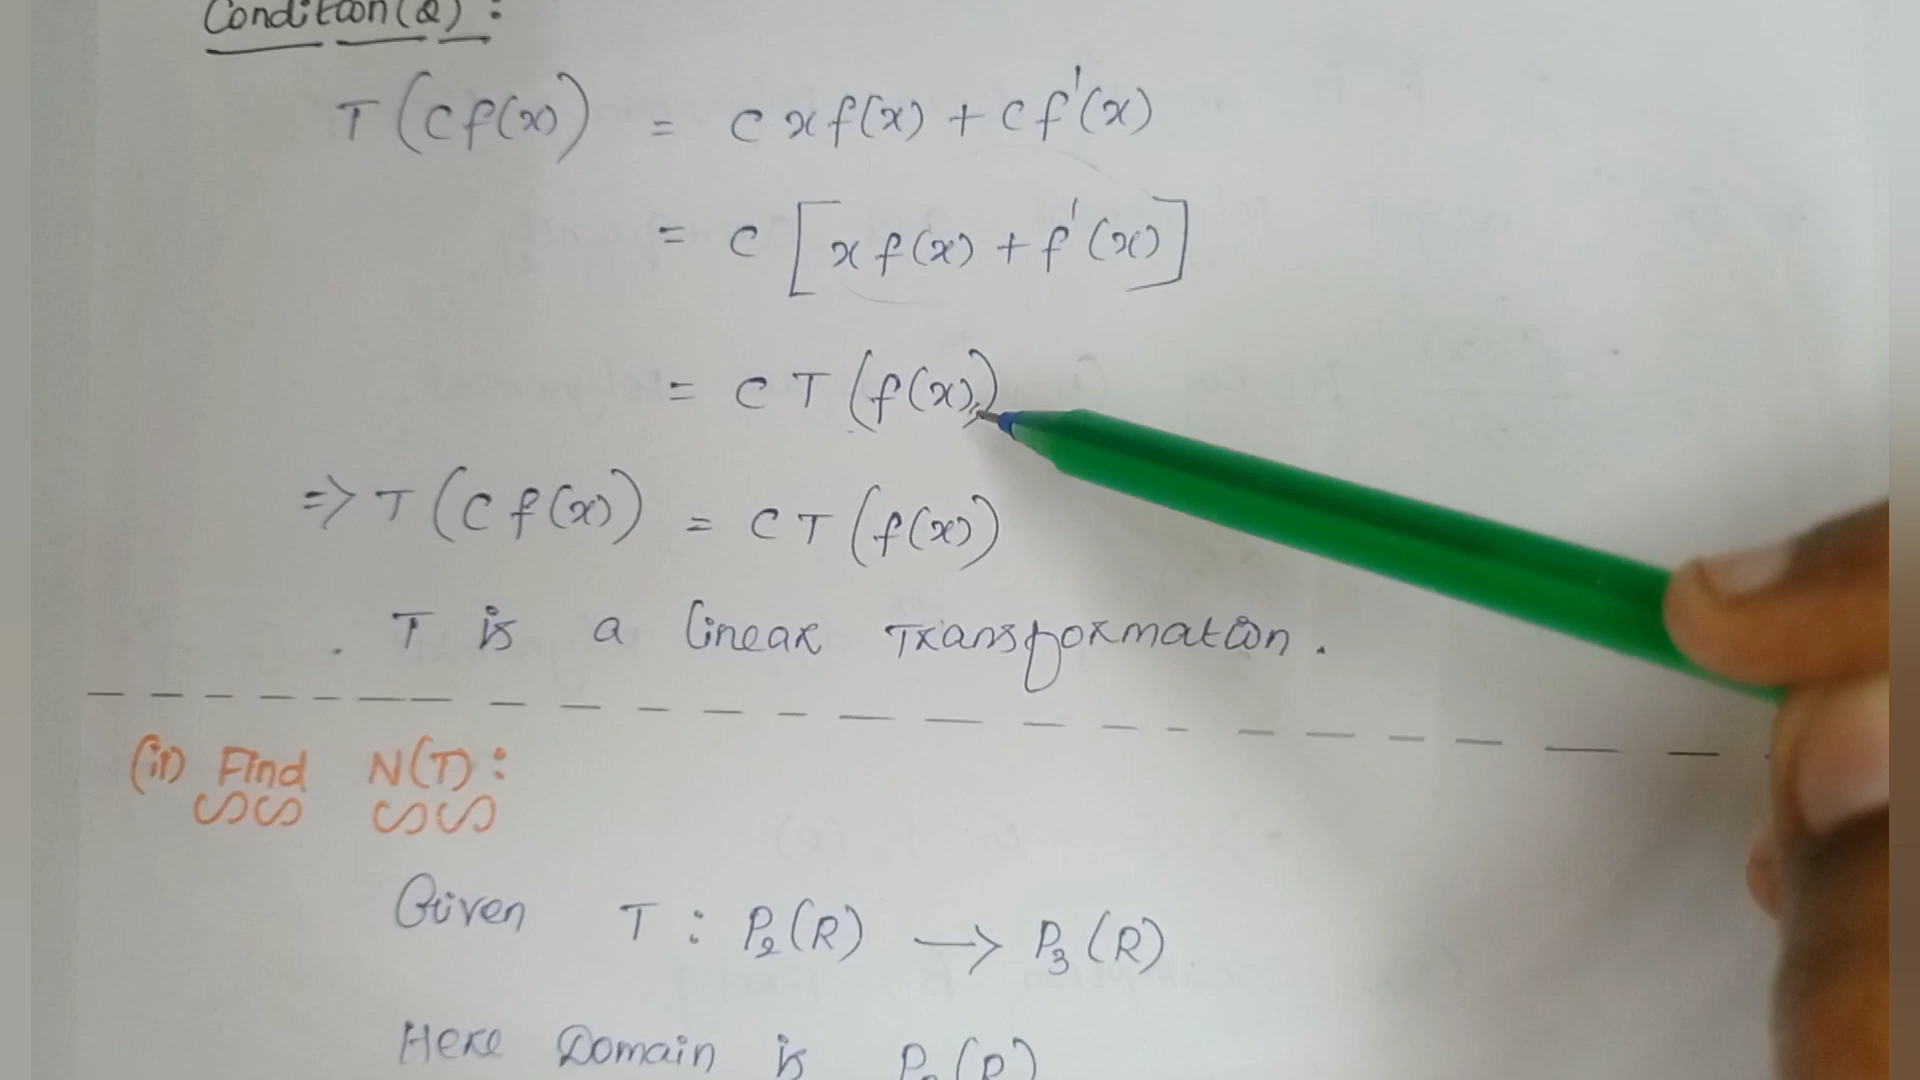 Condition(2) :
T(cf(x)) = cxf(x) + cf'(x)
= c[xf(x) + f'(x)]
= cT(f(x))
=> T(cf(x)) = cT(f(x))
. T is a linear Transformation.
(ii) Find N(T):
Given T : P₂(R) → P₃(R)
Here Domain is P₂(R)